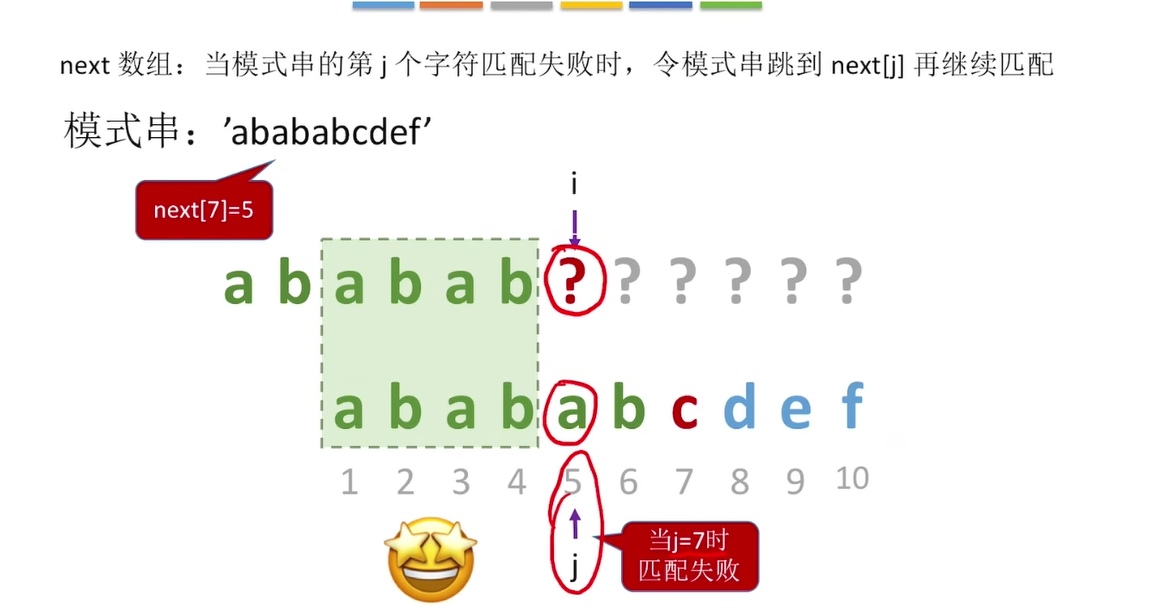 next 数组：当模式串的第 j 个字符匹配失败时，令模式串跳到 next[j] 再继续匹配
模式串：’abababcdef’
next[7]=5
i
a b a b a b ? ? ? ? ? ?
a b a b a b c d e f
1 2 3 4 5 6 7 8 9 10
j
当j=7时
匹配失败